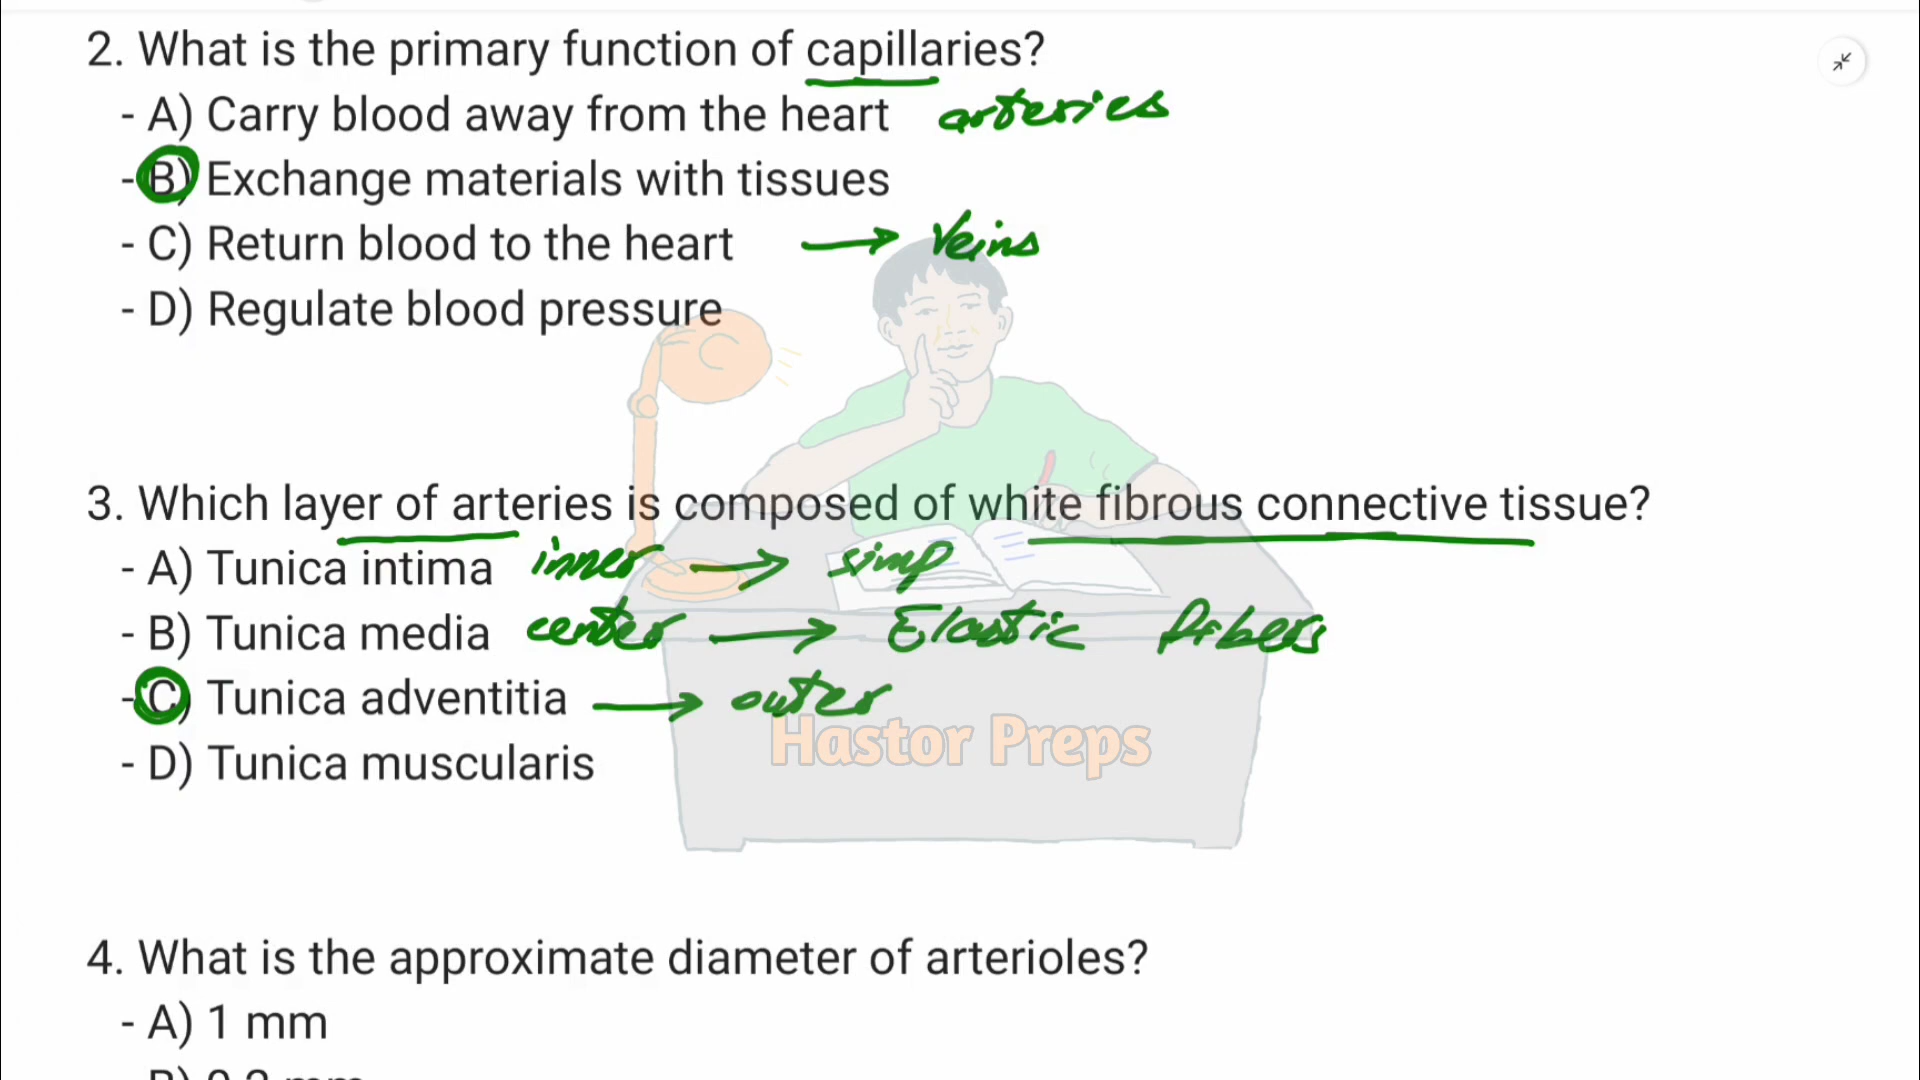 2. What is the primary function of capillaries?
- A) Carry blood away from the heart arteries
- B) Exchange materials with tissues
- C) Return blood to the heart → Veins
- D) Regulate blood pressure
3. Which layer of arteries is composed of white fibrous connective tissue?
- A) Tunica intima inner → simp
- B) Tunica media center → Elastic fibers
- C) Tunica adventitia → outer
Hastor Preps
- D) Tunica muscularis
4. What is the approximate diameter of arterioles?
- A) 1 mm